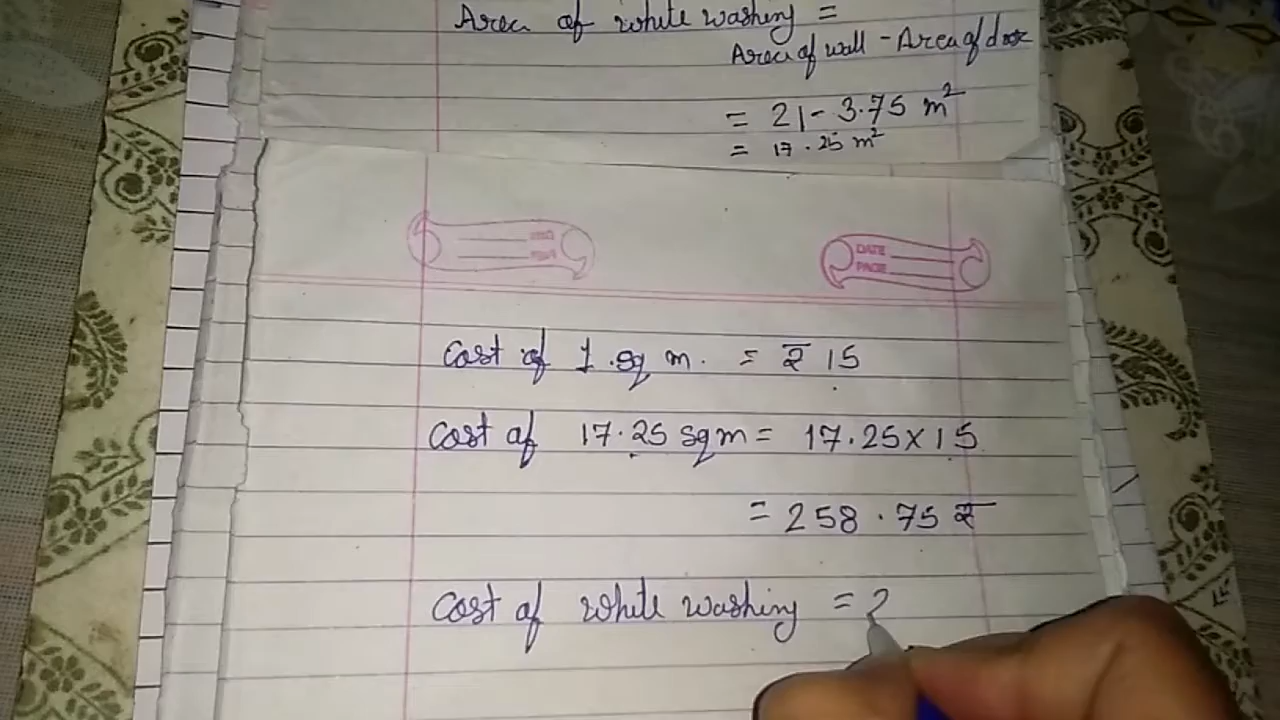 Area of white washing =
Area of wall - Area of door
= 21 - 3.75 m²
= 17.25 m²
DATE
PAGE
Cost of 1 sq m. = ₹ 15
Cost of 17.25 sq m = 17.25 x 15
= 258.75 ₹
Cost of white washing = 2